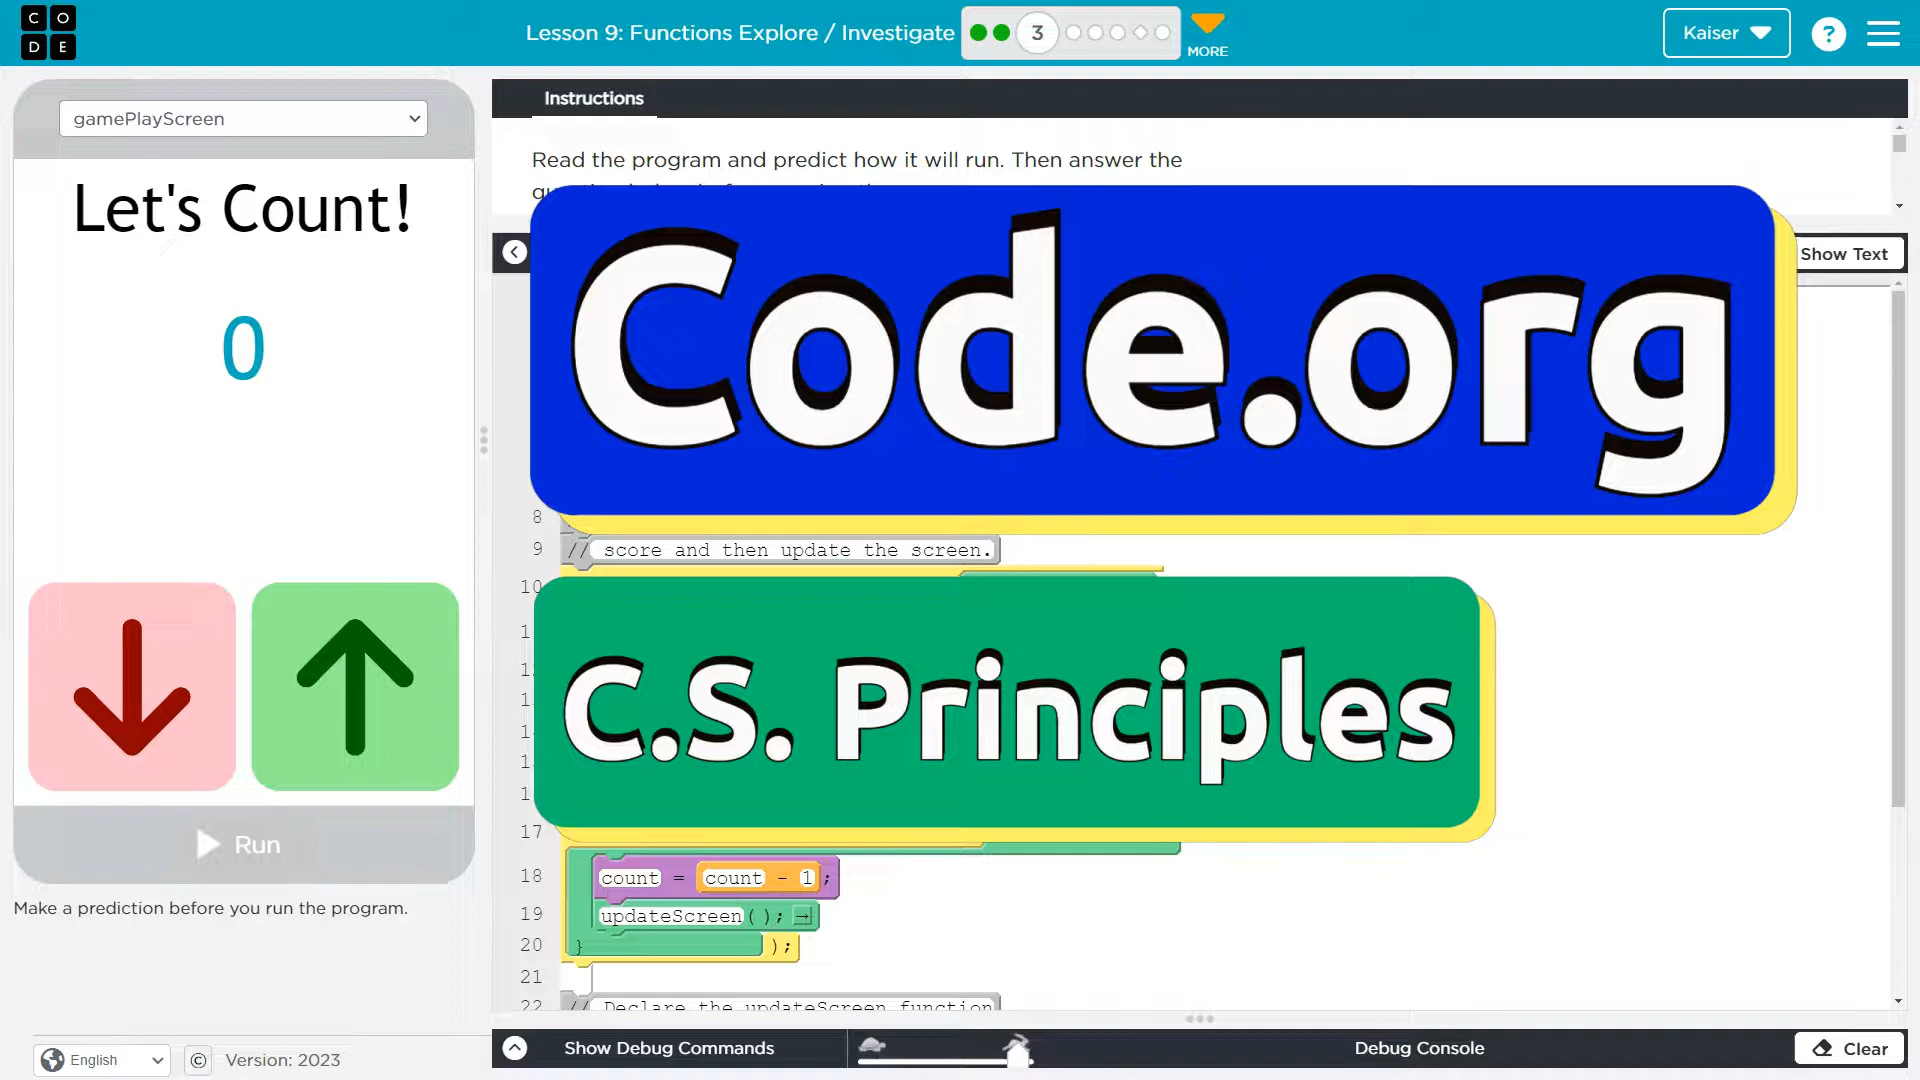 C O
D E
Lesson 9: Functions Explore / Investigate
3
MORE
Kaiser
?
gamePlayScreen
Instructions
Let's Count!
Read the program and predict how it will run. Then answer the
0
Show Text
Code.org
8
9 // score and then update the screen.
10
C.S. Principles
17
18 count = count - 1;
19 updateScreen();
20 } );
21
22 // Declare the updateScreen function
Run
Make a prediction before you run the program.
English
© Version: 2023
Show Debug Commands
Debug Console
Clear